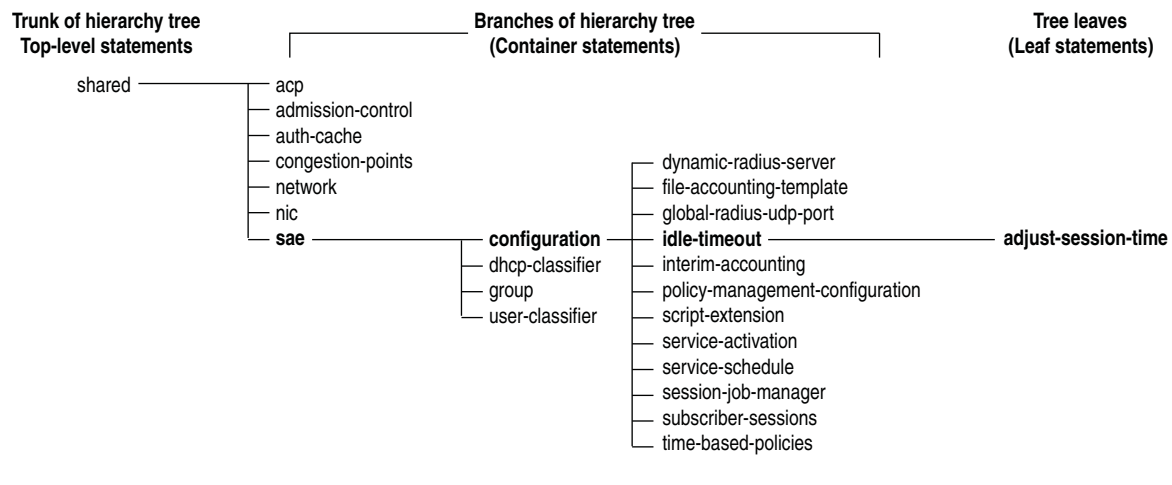 Trunk of hierarchy tree
Top-level statements
Branches of hierarchy tree
(Container statements)
Tree leaves
(Leaf statements)
shared
acp
admission-control
auth-cache
congestion-points
network
nic
sae
configuration
dhcp-classifier
group
user-classifier
dynamic-radius-server
file-accounting-template
global-radius-udp-port
idle-timeout
interim-accounting
policy-management-configuration
script-extension
service-activation
service-schedule
session-job-manager
subscriber-sessions
time-based-policies
adjust-session-time